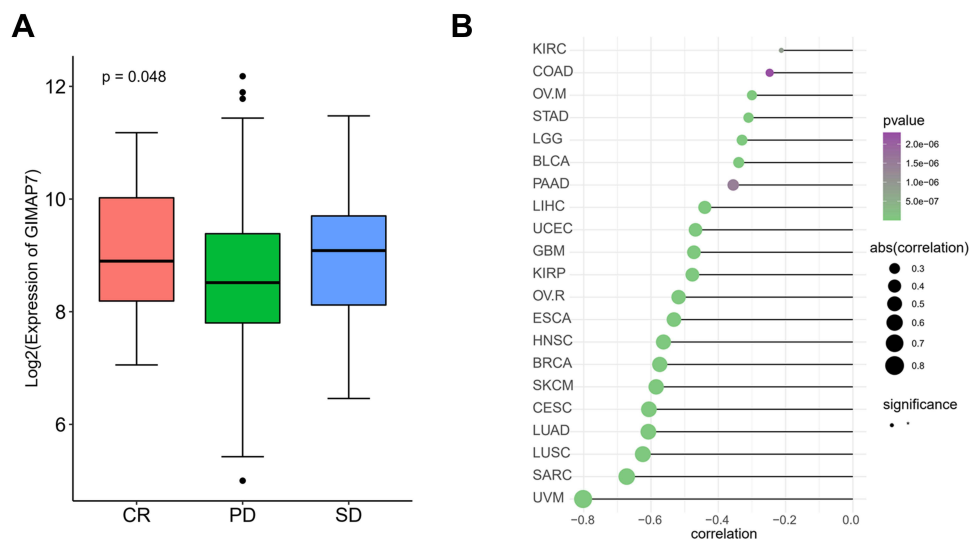 A
p = 0.048
Log2(Expression of GIMAP7)
12
10
8
6
CR PD SD
B
KIRC
COAD
OV.M
STAD
LGG
BLCA
PAAD
LIHC
UCEC
GBM
KIRP
OV.R
ESCA
HNSC
BRCA
SKCM
CESC
LUAD
LUSC
SARC
UVM
−0.8 −0.6 −0.4 −0.2 0.0
correlation
pvalue
2.0e−06
1.5e−06
1.0e−06
5.0e−07
abs(correlation)
0.3
0.4
0.5
0.6
0.7
0.8
significance
*